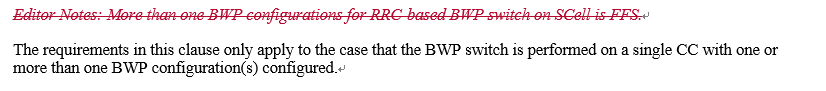 Editor Notes: More than one BWP configurations for RRC-based BWP switch on SCell is FFS.↵
The requirements in this clause only apply to the case that the BWP switch is performed on a single CC with one or
more than one BWP configuration(s) configured.↵